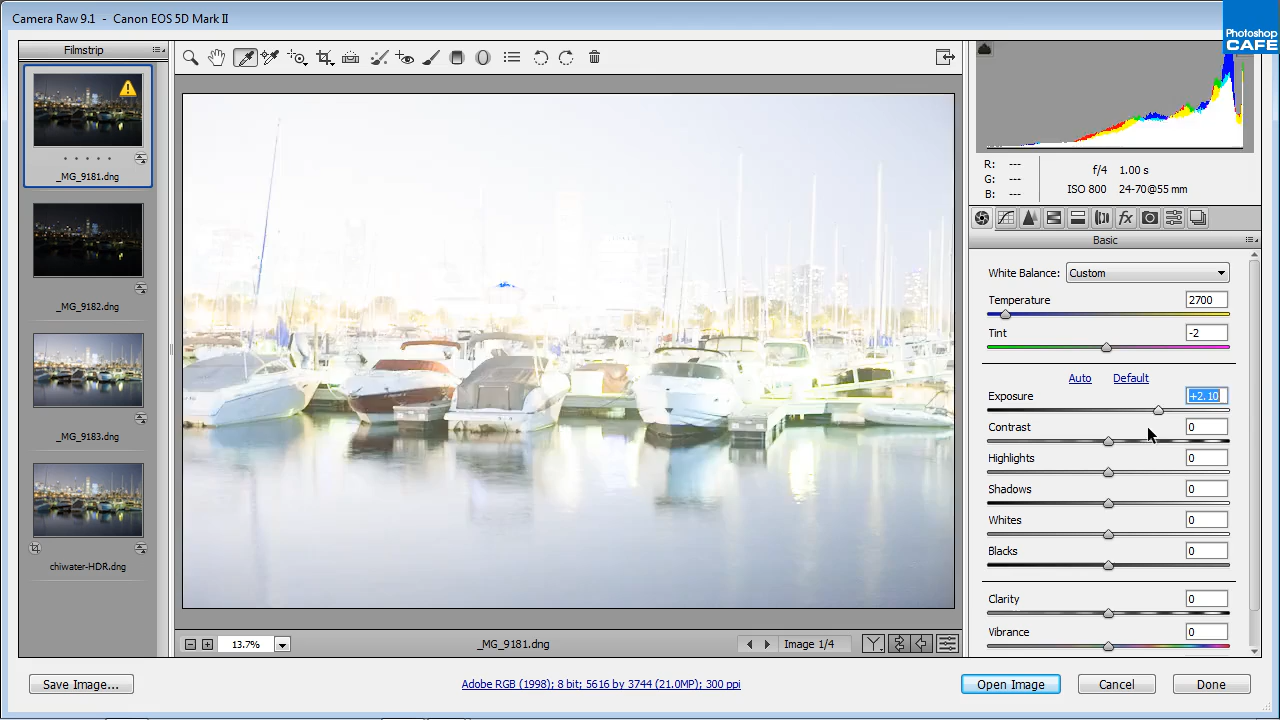 Camera Raw 9.1 - Canon EOS 5D Mark II
Photoshop
CAFE
Filmstrip
_MG_9181.dng
_MG_9182.dng
_MG_9183.dng
chiwater-HDR.dng
R: ---
G: ---
B: ---
f/4 1.00 s
ISO 800 24-70@55 mm
fx
Basic
White Balance: Custom
Temperature 2700
Tint -2
Auto Default
Exposure +2.10
Contrast 0
Highlights 0
Shadows 0
Whites 0
Blacks 0
Clarity 0
Vibrance 0
13.7% _MG_9181.dng Image 1/4
Save Image... Adobe RGB (1998); 8 bit; 5616 by 3744 (21.0MP); 300 ppi Open Image Cancel Done